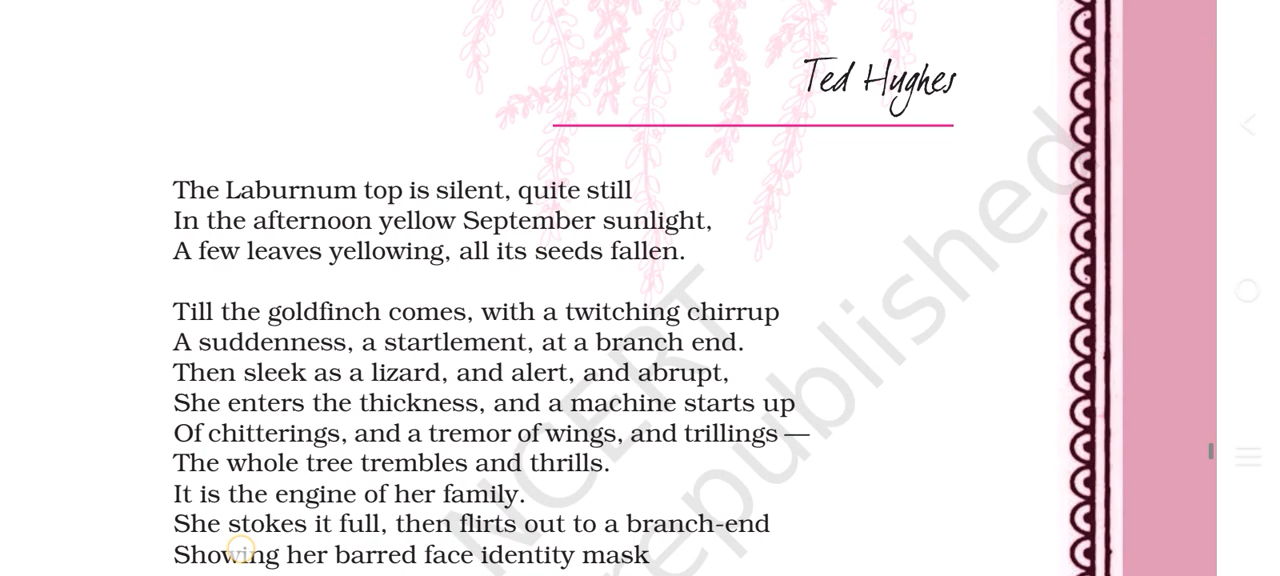 Ted Hughes
The Laburnum top is silent, quite still
In the afternoon yellow September sunlight,
A few leaves yellowing, all its seeds fallen.
Till the goldfinch comes, with a twitching chirrup
A suddenness, a startlement, at a branch end.
Then sleek as a lizard, and alert, and abrupt,
She enters the thickness, and a machine starts up
Of chitterings, and a tremor of wings, and trillings —
The whole tree trembles and thrills.
It is the engine of her family.
She stokes it full, then flirts out to a branch-end
Showing her barred face identity mask
NCERT
republished